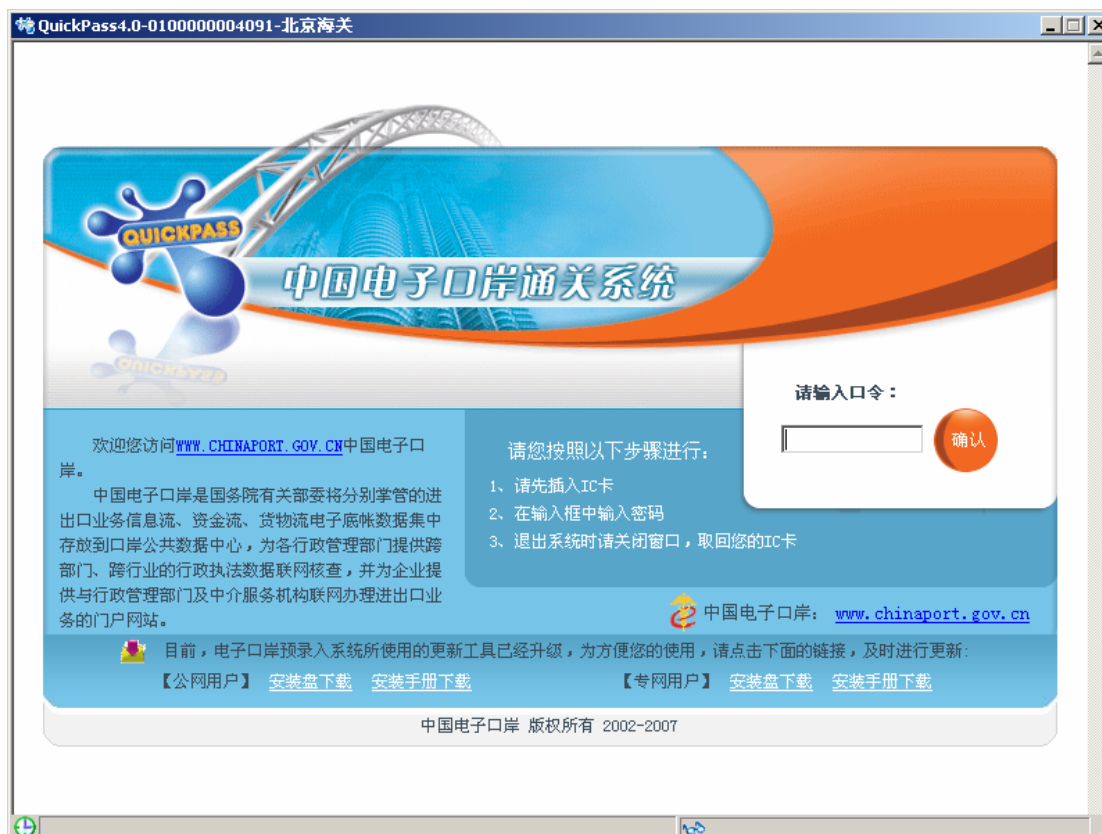 QuickPass4.0-0100000004091-北京海关
QUICKPASS
中国电子口岸通关系统
请输入口令：
确认
欢迎您访问WWW.CHINAPORT.GOV.CN中国电子口
岸。
中国电子口岸是国务院有关部委将分别掌管的进
出口业务信息流、资金流、货物流电子底帐数据集中
存放到口岸公共数据中心，为各行政管理部门提供跨
部门、跨行业的行政执法数据联网核查，并为企业提
供与行政管理部门及中介服务机构联网办理进出口业
务的门户网站。
请您按照以下步骤进行：
1、请先插入IC卡
2、在输入框中输入密码
3、退出系统时请关闭窗口，取回您的IC卡
中国电子口岸： www.chinaport.gov.cn
目前，电子口岸预录入系统所使用的更新工具已经升级，为方便您的使用，请点击下面的链接，及时进行更新:
【公网用户】 安装盘下载 安装手册下载 【专网用户】 安装盘下载 安装手册下载
中国电子口岸 版权所有 2002-2007